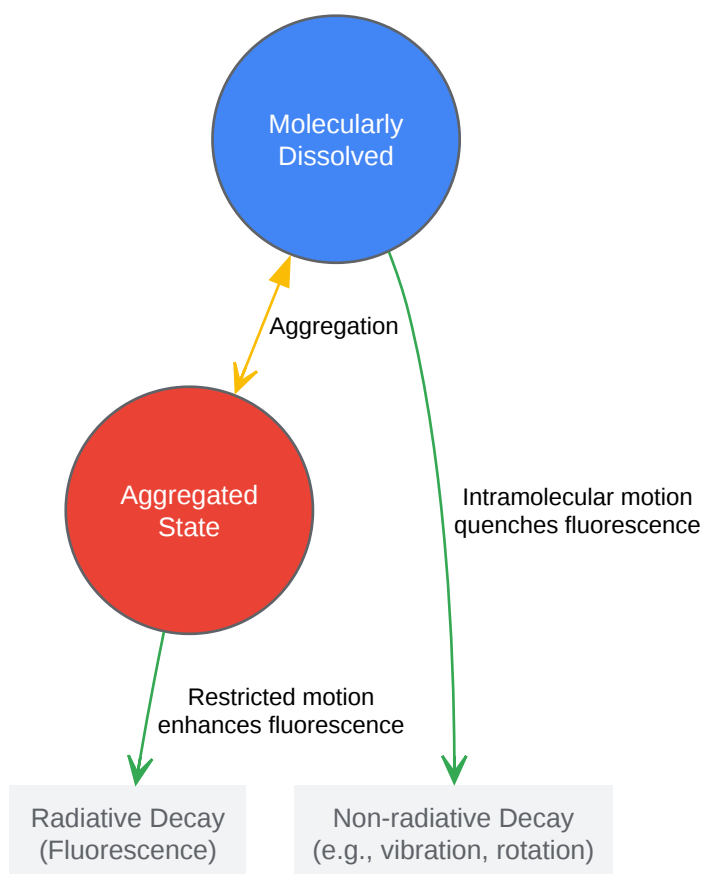 Molecularly
Dissolved
Aggregation
Aggregated
State
Intramolecular motion
quenches fluorescence
Restricted motion
enhances fluorescence
Radiative Decay
(Fluorescence)
Non-radiative Decay
(e.g., vibration, rotation)